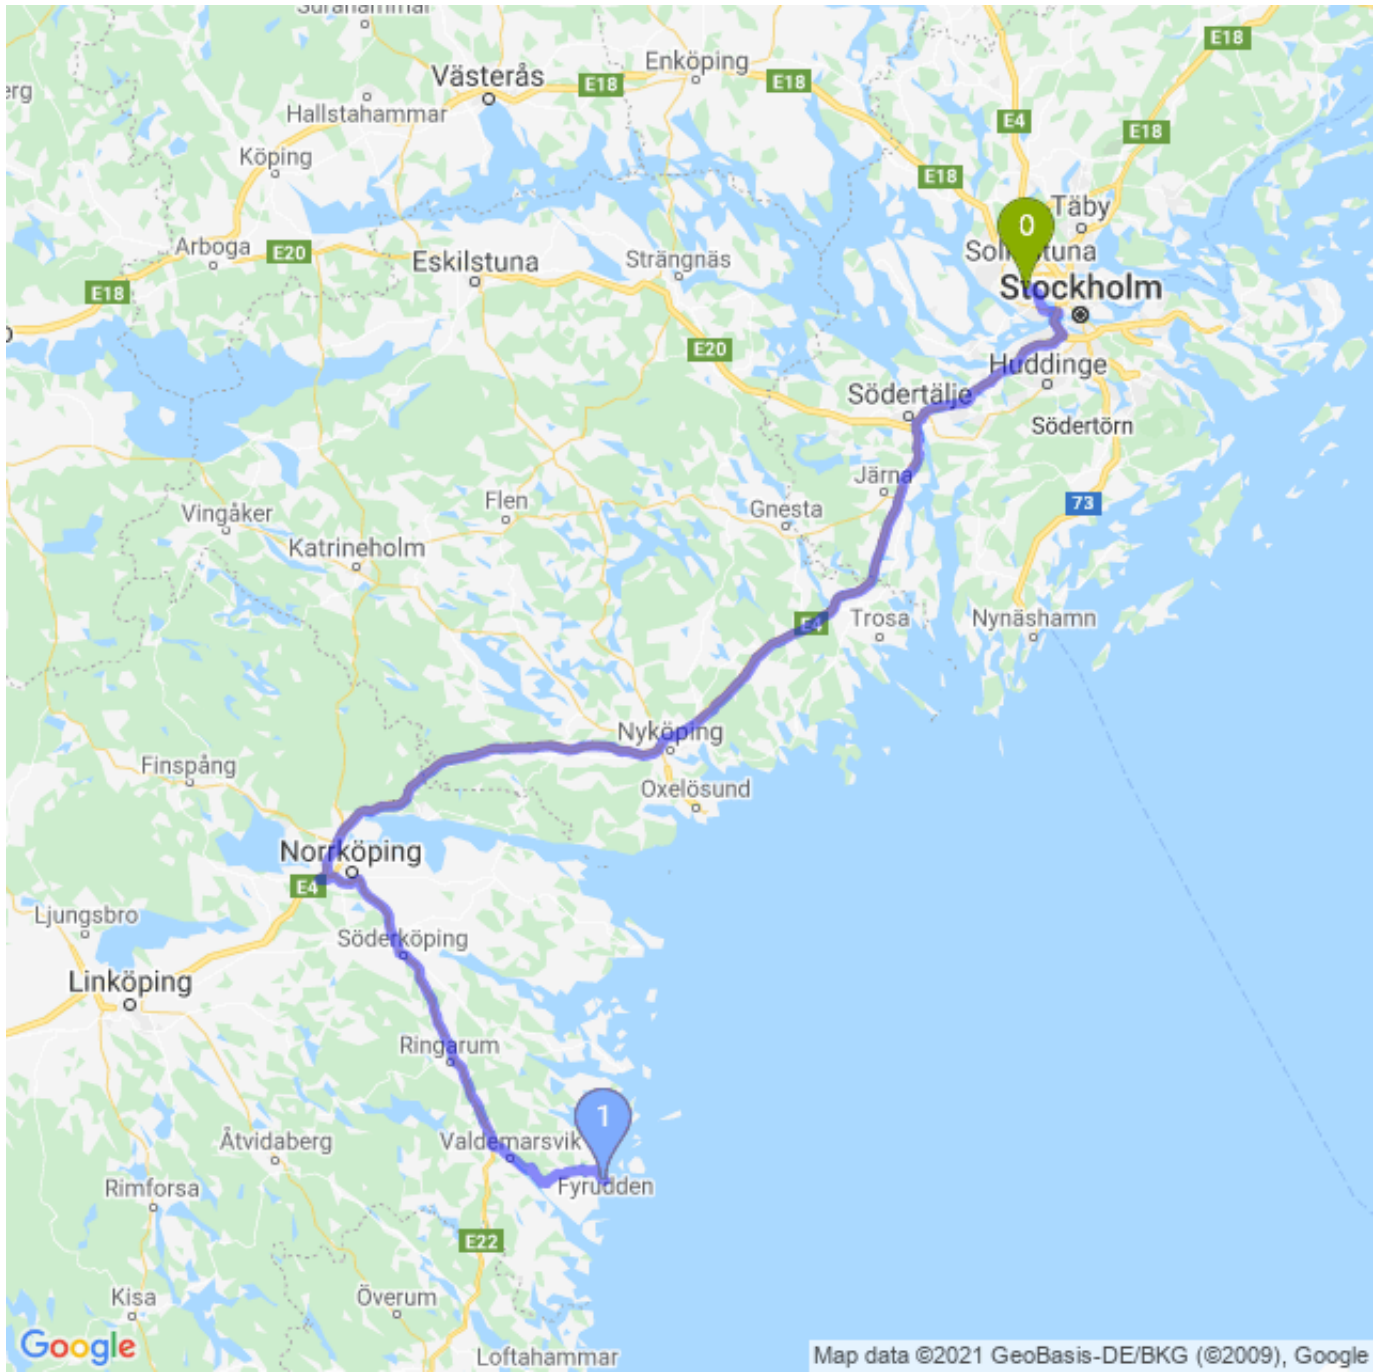 Surahammar
E18
Enköping
Västerås
E18
E18
Hallstahammar
E4
E18
Köping
E18
Täby
0
Arboga
E20
Strängnäs
Eskilstuna
E18
Stockholm
E20
Huddinge
Södertälje
Södertörn
Järna
Flen
73
Vingåker
Gnesta
Katrineholm
E4
Trosa
Nynäshamn
Nyköping
Finspång
Oxelösund
Norrköping
E4
Ljungsbro
Söderköping
Linköping
Ringarum
1
Åtvidaberg
Valdemarsvik
Rimforsa
Fyrudden
E22
Kisa
Överum
Google
Loftahammar
Map data ©2021 GeoBasis-DE/BKG (©2009), Google